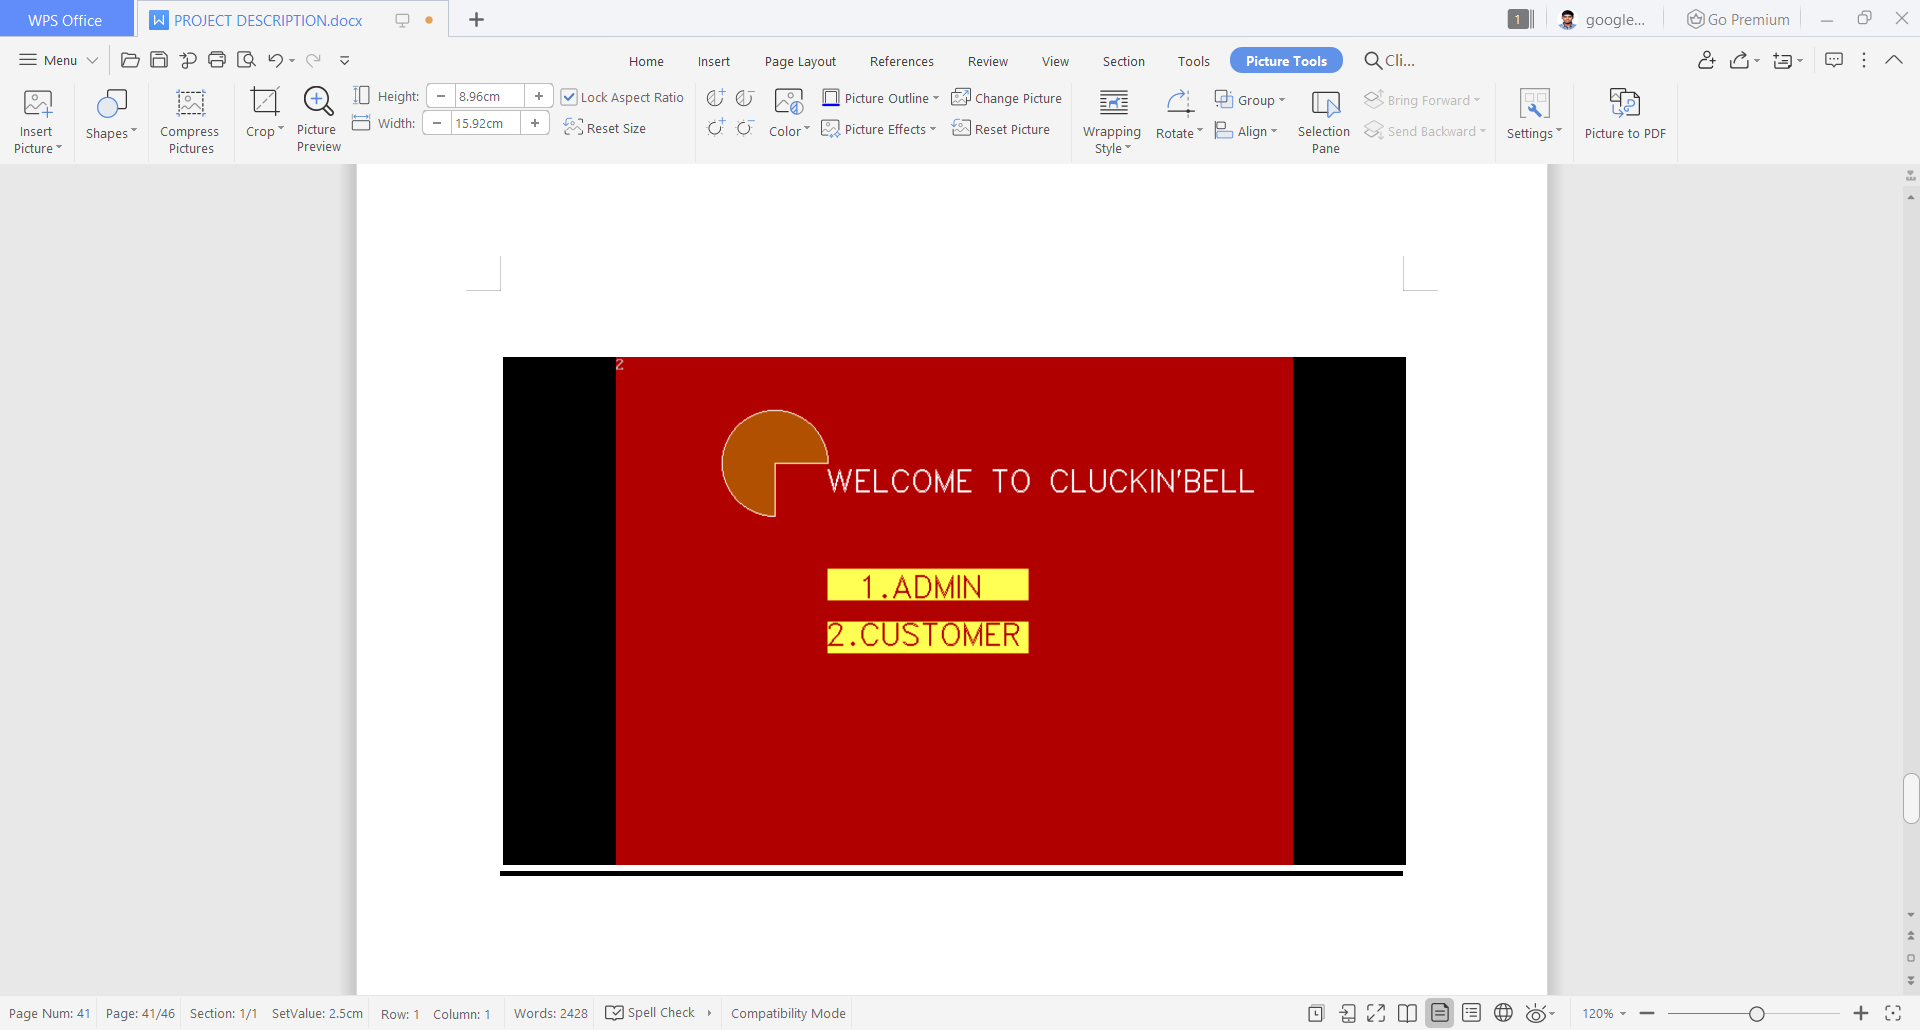 WPS Office
PROJECT DESCRIPTION.docx
1
google...
Go Premium
Menu
Home Insert Page Layout References Review View Section Tools Picture Tools Cli...
Insert Picture
Shapes
Compress Pictures
Crop
Picture Preview
Height: 8.96cm
Width: 15.92cm
Lock Aspect Ratio
Reset Size
Color
Picture Outline
Picture Effects
Change Picture
Reset Picture
Wrapping Style
Rotate
Group
Align
Selection Pane
Bring Forward
Send Backward
Settings
Picture to PDF
2
WELCOME TO CLUCKIN'BELL
1.ADMIN
2.CUSTOMER
Page Num: 41 Page: 41/46 Section: 1/1 SetValue: 2.5cm Row: 1 Column: 1 Words: 2428 Spell Check Compatibility Mode 120%